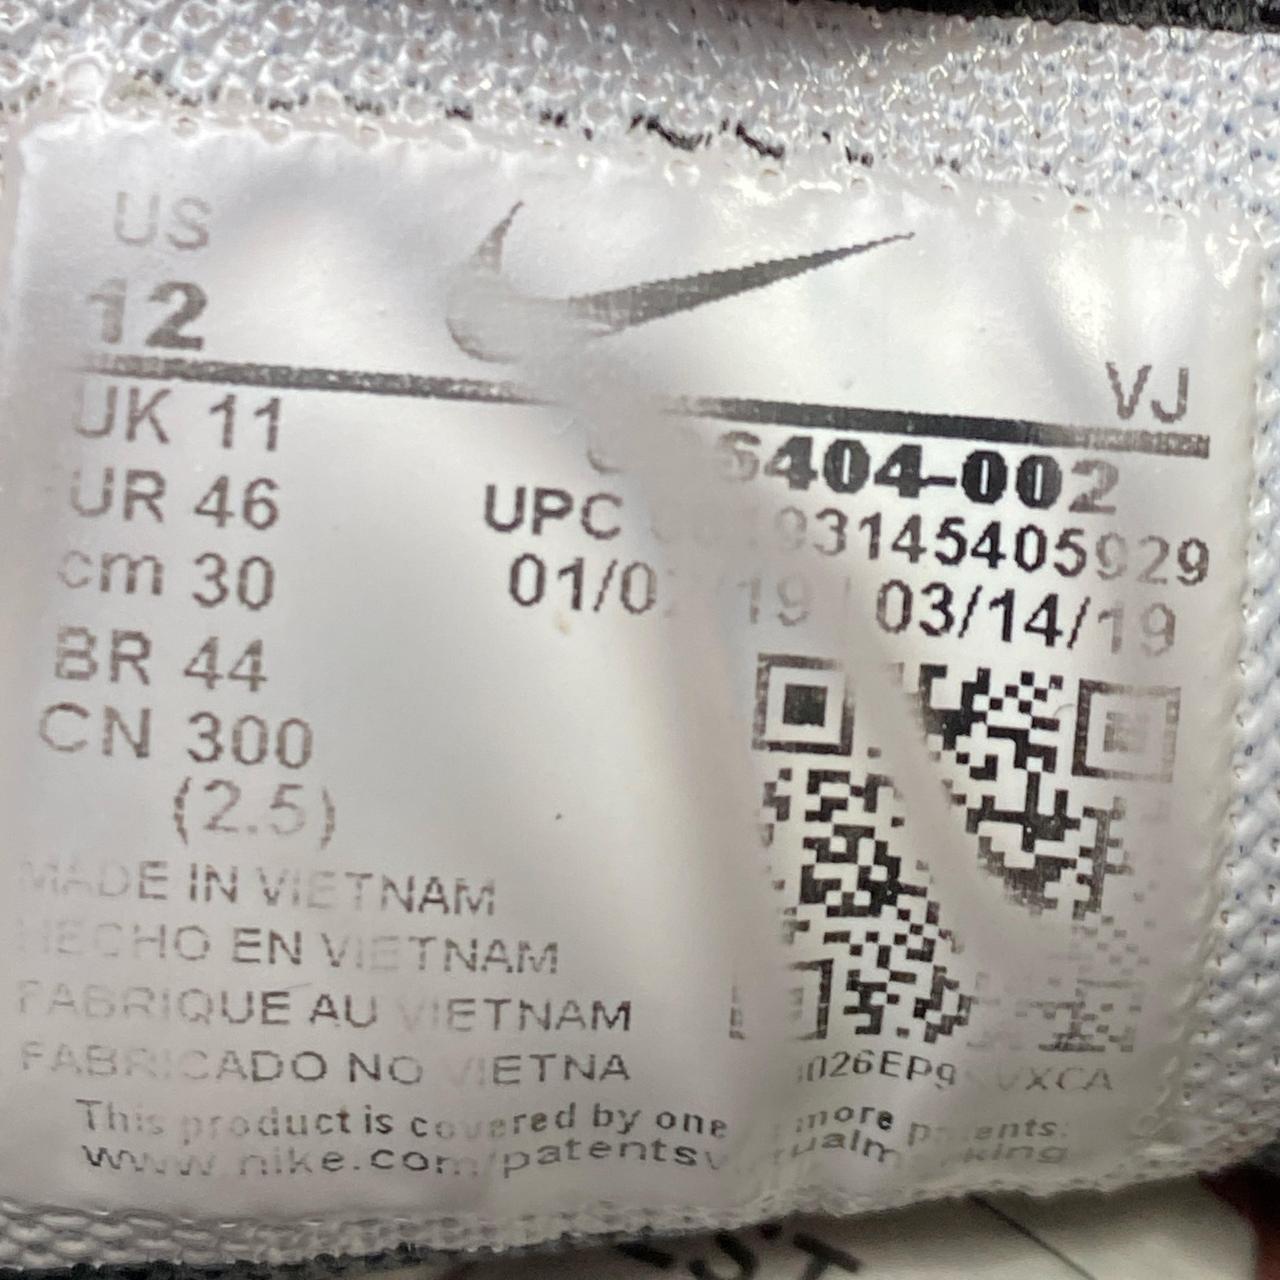 US
12
VJ
UK 11
6404-002
UR 46
UPC 193145405929
cm 30
01/0 19 03/14/19
BR 44
CN 300
(2.5)
MADE IN VIETNAM
HECHO EN VIETNAM
FABRIQUE AU VIETNAM
FABRICADO NO VIETNA
026EP9 VXCA
This product is covered by one more patents:
www.nike.com/patents